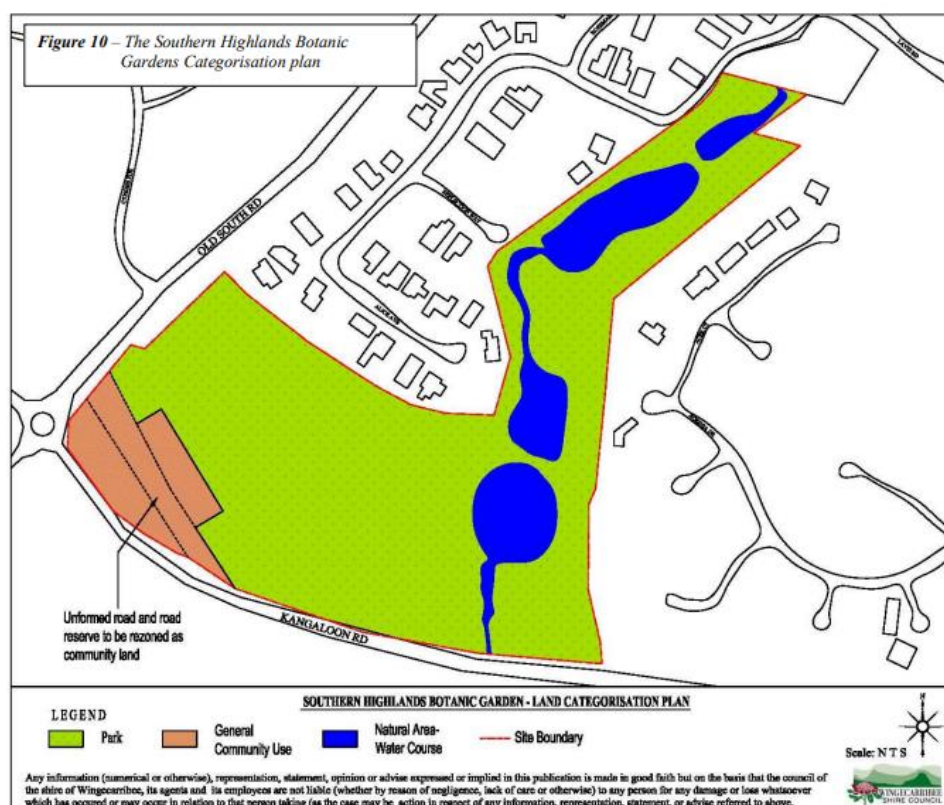 Figure 10 – The Southern Highlands Botanic
Gardens Categorisation plan
OLD SOUTH RD
KANGALOON RD
Unformed road and road
reserve to be rezoned as
community land
SOUTHERN HIGHLANDS BOTANIC GARDEN - LAND CATEGORISATION PLAN
LEGEND
Park
General
Community Use
Natural Area-
Water Course
Site Boundary
N
Scale: N T S
Any information (numerical or otherwise), representation, statement, opinion or advise expressed or implied in this publication is made in good faith but on the basis that the council of
the shire of Wingecarribee, its agents and its employees are not liable (whether by reason of negligence, lack of care or otherwise) to any person for any damage or loss whatsoever
which has occured or may occur in relation to that person taking (as the case may be, action in respect of any information, representation, statement, or advise referred to above.
WINGECARRIBEE
SHIRE COUNCIL